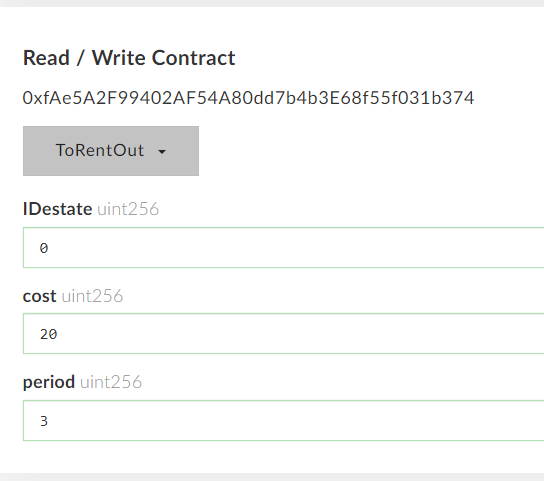 Read / Write Contract
0xfAe5A2F99402AF54A80dd7b4b3E68f55f031b374
ToRentOut
IDestate uint256
0
cost uint256
20
period uint256
3